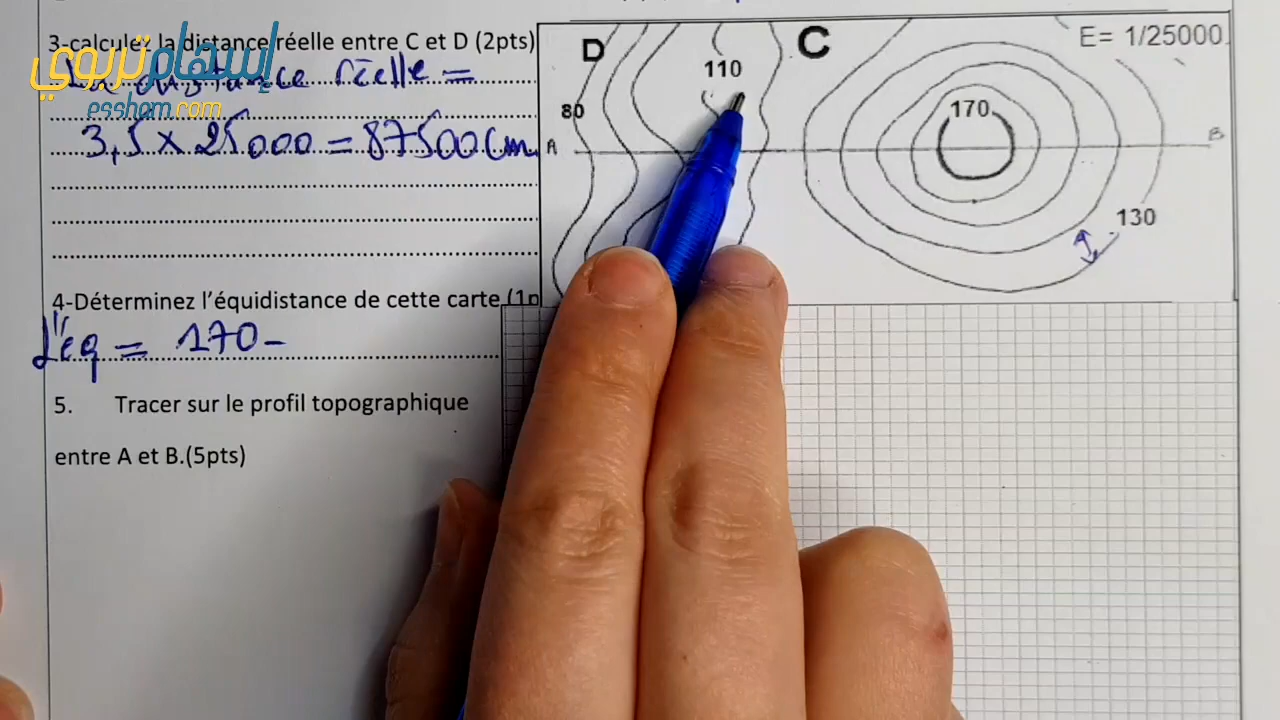 3-calculez la distance réelle entre C et D (2pts)
distance réelle =
3,5 x 25000 = 87500 cm
4-Déterminez l'équidistance de cette carte (1p
L'éq = 170 -
5. Tracer sur le profil topographique
entre A et B.(5pts)
إسهام تربوي
esshom.com
D
110
C
E= 1/25000
80
170
A
B
130